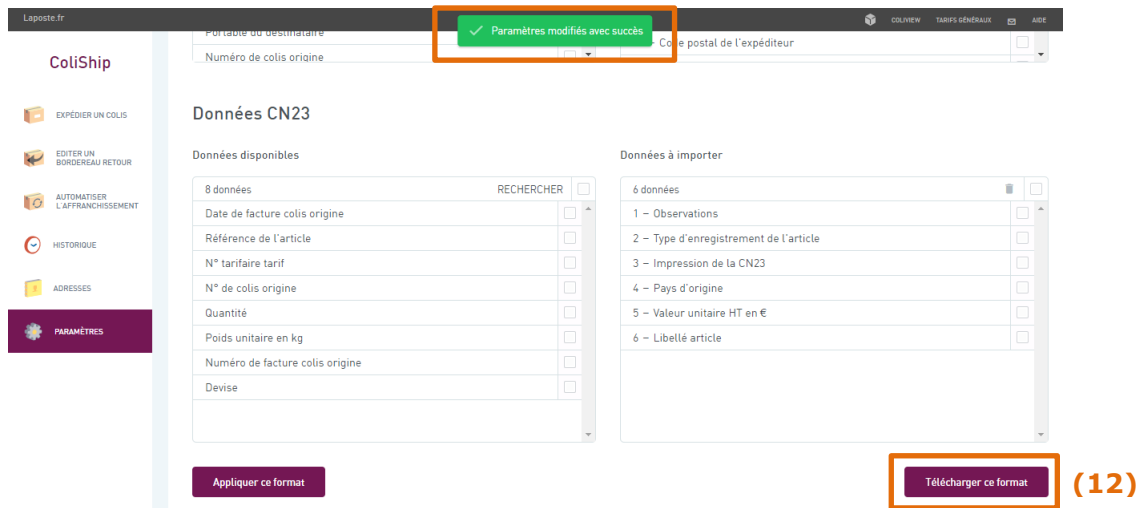 Laposte.fr
COLIVIEW TARIFS GÉNÉRAUX AIDE
Paramètres modifiés avec succès
Portable du destinataire
Numéro de colis origine
postal de l'expéditeur
ColiShip
EXPÉDIER UN COLIS
EDITER UN
BORDEREAU RETOUR
AUTOMATISER
L'AFFRANCHISSEMENT
HISTORIQUE
ADRESSES
PARAMÈTRES
Données CN23
Données disponibles
8 données RECHERCHER
Date de facture colis origine
Référence de l'article
N° tarifaire tarif
N° de colis origine
Quantité
Poids unitaire en kg
Numéro de facture colis origine
Devise
Données à importer
6 données
1 – Observations
2 – Type d'enregistrement de l'article
3 – Impression de la CN23
4 – Pays d'origine
5 – Valeur unitaire HT en €
6 – Libellé article
Appliquer ce format
Télécharger ce format
(12)